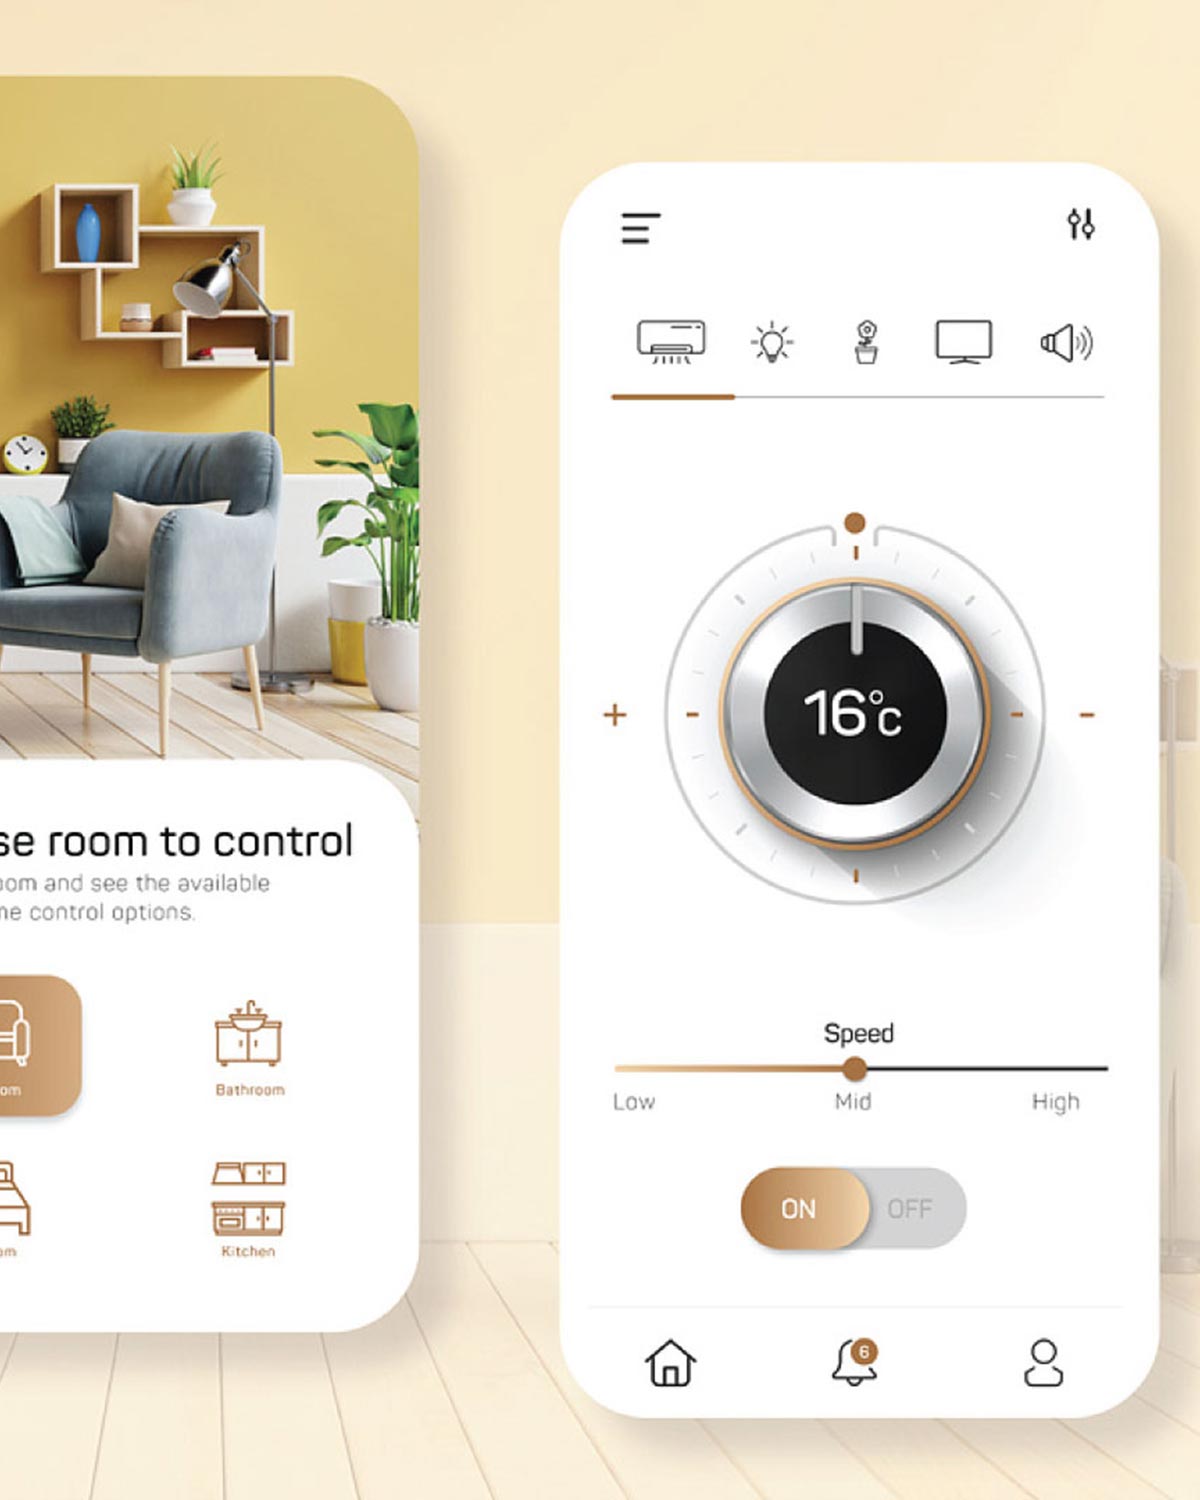 se room to control
oom and see the available
me control options.
om
Bathroom
om
Kitchen
+
-
16°C
Speed
Low
Mid
High
ON
OFF
6